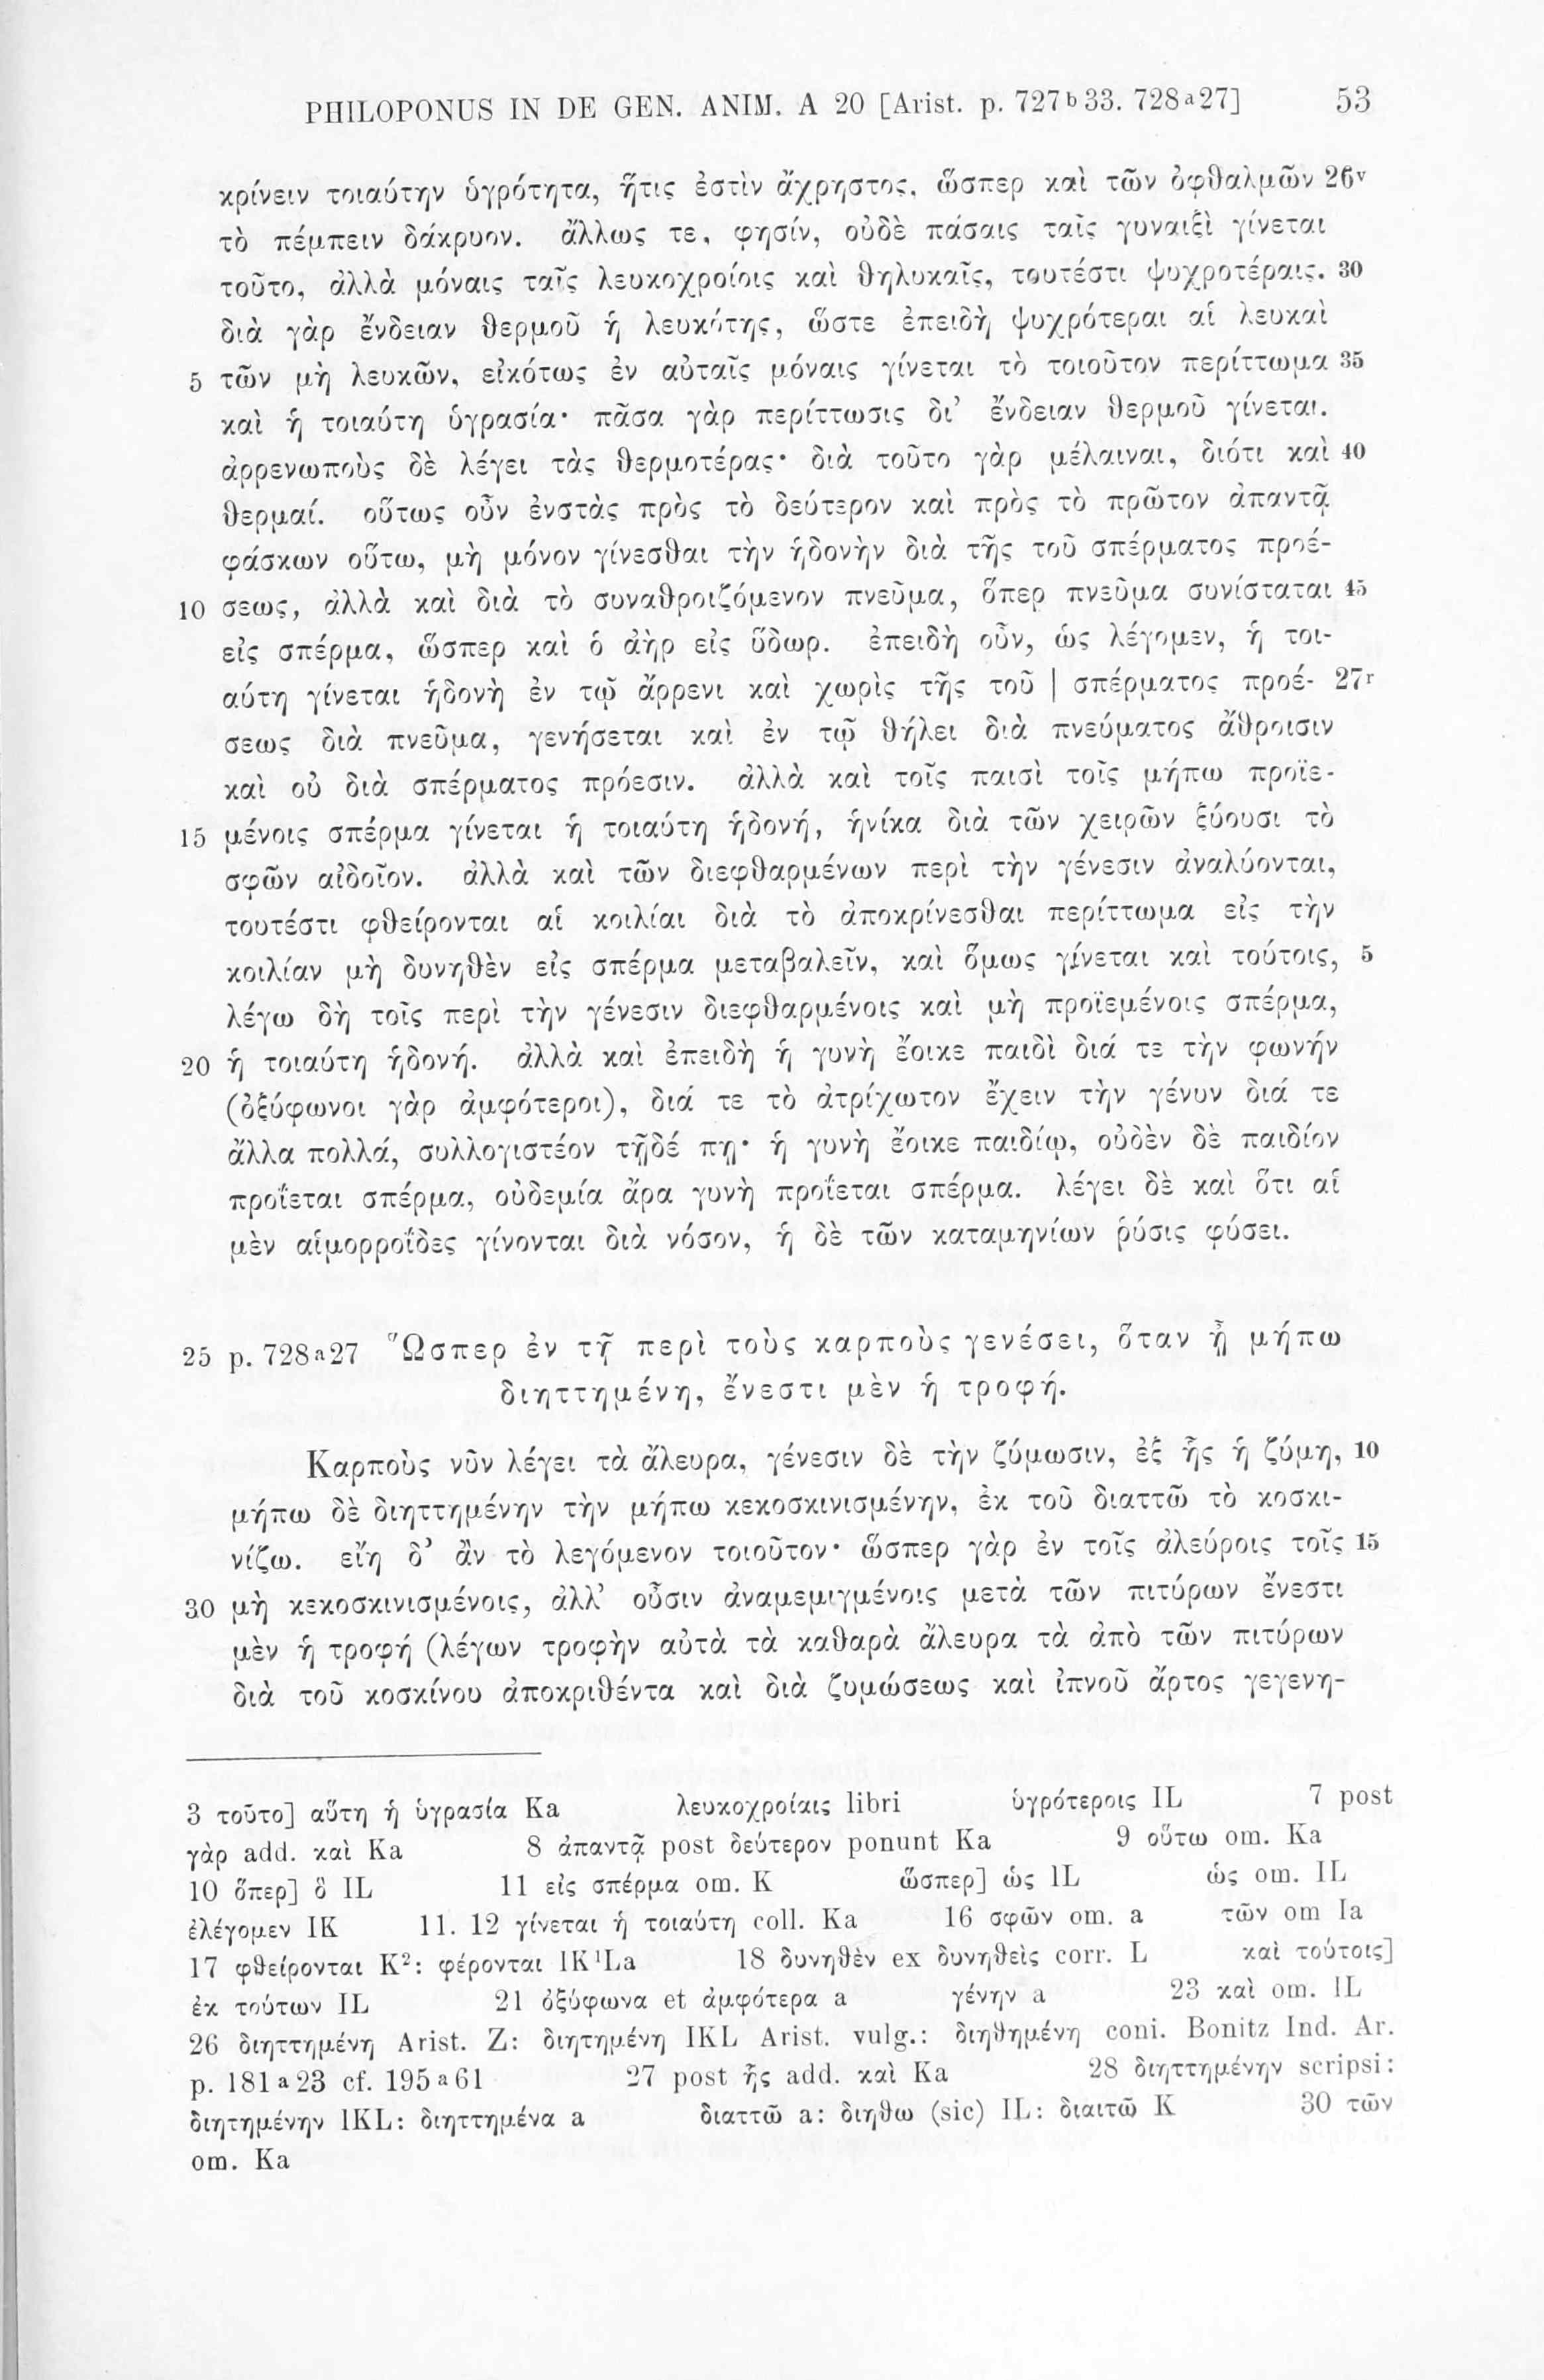 PHILOPONUS IN DE GEN. ANIM. A 20 [Arist. p. 727b33. 728a27] 53
κρίνειν τοιαύτην ὑγρότητα, ἥτις ἐστὶν ἄχρηστος, ὥσπερ καὶ τῶν ὀφθαλμῶν 26v
τὸ πέμπειν δάκρυον. ἄλλως τε, φησίν, οὐδὲ πάσαις ταῖς γυναιξὶ γίνεται
τοῦτο, ἀλλὰ μόναις ταῖς λευκοχροίοις καὶ θηλυκαῖς, τουτέστι ψυχροτέραις. 30
διὰ γὰρ ἔνδειαν θερμοῦ ἡ λευκότης, ὥστε ἐπειδὴ ψυχρότεραι αἱ λευκαὶ
5 τῶν μὴ λευκῶν, εἰκότως ἐν αὐταῖς μόναις γίνεται τὸ τοιοῦτον περίττωμα 35
καὶ ἡ τοιαύτη ὑγρασία· πᾶσα γὰρ περίττωσις δι’ ἔνδειαν θερμοῦ γίνεται.
ἀρρενωποὺς δὲ λέγει τὰς θερμοτέρας· διὰ τοῦτο γὰρ μέλαιναι, διότι καὶ 40
θερμαί. οὕτως οὖν ἐνστὰς πρὸς τὸ δεύτερον καὶ πρὸς τὸ πρῶτον ἀπαντᾷ
φάσκων οὕτω, μὴ μόνον γίνεσθαι τὴν ἡδονὴν διὰ τῆς τοῦ σπέρματος προέ-
10 σεως, ἀλλὰ καὶ διὰ τὸ συναθροιζόμενον πνεῦμα, ὅπερ πνεῦμα συνίσταται 45
εἰς σπέρμα, ὥσπερ καὶ ὁ ἀὴρ εἰς ὕδωρ. ἐπειδὴ οὖν, ὡς λέγομεν, ἡ τοι-
αύτη γίνεται ἡδονὴ ἐν τῷ ἄρρενι καὶ χωρὶς τῆς τοῦ | σπέρματος προέ- 27r
σεως διὰ πνεῦμα, γενήσεται καὶ ἐν τῷ θήλει διὰ πνεύματος ἄθροισιν
καὶ οὐ διὰ σπέρματος πρόεσιν. ἀλλὰ καὶ τοῖς παισὶ τοῖς μήπω προϊε-
15 μένοις σπέρμα γίνεται ἡ τοιαύτη ἡδονή, ἡνίκα διὰ τῶν χειρῶν ξύουσι τὸ
σφῶν αἰδοῖον. ἀλλὰ καὶ τῶν διεφθαρμένων περὶ τὴν γένεσιν ἀναλύονται,
τουτέστι φθείρονται αἱ κοιλίαι διὰ τὸ ἀποκρίνεσθαι περίττωμα εἰς τὴν
κοιλίαν μὴ δυνηθὲν εἰς σπέρμα μεταβαλεῖν, καὶ ὅμως γίνεται καὶ τούτοις, 5
λέγω δὴ τοῖς περὶ τὴν γένεσιν διεφθαρμένοις καὶ μὴ προϊεμένοις σπέρμα,
20 ἡ τοιαύτη ἡδονή. ἀλλὰ καὶ ἐπειδὴ ἡ γυνὴ ἔοικε παιδὶ διά τε τὴν φωνήν
(ὀξύφωνοι γὰρ ἀμφότεροι), διά τε τὸ ἀτρίχωτον ἔχειν τὴν γένυν διά τε
ἄλλα πολλά, συλλογιστέον τῇδέ πῃ· ἡ γυνὴ ἔοικε παιδίῳ, οὐδὲν δὲ παιδίον
προΐεται σπέρμα, οὐδεμία ἄρα γυνὴ προΐεται σπέρμα. λέγει δὲ καὶ ὅτι αἱ
μὲν αἱμορροΐδες γίνονται διὰ νόσον, ἡ δὲ τῶν καταμηνίων ῥύσις φύσει.
25 p. 728a27 Ὥσπερ ἐν τῇ περὶ τοὺς καρποὺς γενέσει, ὅταν ᾖ μήπω
διηττημένη, ἔνεστι μὲν ἡ τροφή.
Καρποὺς νῦν λέγει τὰ ἄλευρα, γένεσιν δὲ τὴν ζύμωσιν, ἐξ ἧς ἡ ζύμη, 10
μήπω δὲ διηττημένην τὴν μήπω κεκοσκινισμένην, ἐκ τοῦ διαττῶ τὸ κοσκι-
νίζω. εἴη δ’ ἂν τὸ λεγόμενον τοιοῦτον· ὥσπερ γὰρ ἐν τοῖς ἀλεύροις τοῖς 15
30 μὴ κεκοσκινισμένοις, ἀλλ’ οὖσιν ἀναμεμιγμένοις μετὰ τῶν πιτύρων ἔνεστι
μὲν ἡ τροφή (λέγων τροφὴν αὐτὰ τὰ καθαρὰ ἄλευρα τὰ ἀπὸ τῶν πιτύρων
διὰ τοῦ κοσκίνου ἀποκριθέντα καὶ διὰ ζυμώσεως καὶ ἰπνοῦ ἄρτος γεγενη-
3 τοῦτο] αὕτη ἡ ὑγρασία Ka λευκοχροίαις libri ὑγρότεροις IL 7 post
γὰρ add. καὶ Ka 8 ἀπαντᾷ post δεύτερον ponunt Ka 9 οὕτω om. Ka
10 ὅπερ] ὃ IL 11 εἰς σπέρμα om. K ὥσπερ] ὡς IL ὡς om. IL
ἐλέγομεν IK 11. 12 γίνεται ἡ τοιαύτη coll. Ka 16 σφῶν om. a τῶν om Ia
17 φθείρονται K²: φέρονται IK¹La 18 δυνηθὲν ex δυνηθεὶς corr. L καὶ τούτοις]
ἐκ τούτων IL 21 ὀξύφωνα et ἀμφότερα a γένην a 23 καὶ om. IL
26 διηττημένη Arist. Z: διητημένη IKL Arist. vulg.: διηθημένη coni. Bonitz Ind. Ar.
p. 181a23 cf. 195a61 27 post ἧς add. καὶ Ka 28 διηττημένην scripsi:
διητημένην IKL: διηττημένα a διαττῶ a: διηθω (sic) IL: διαιτῶ K 30 τῶν
om. Ka